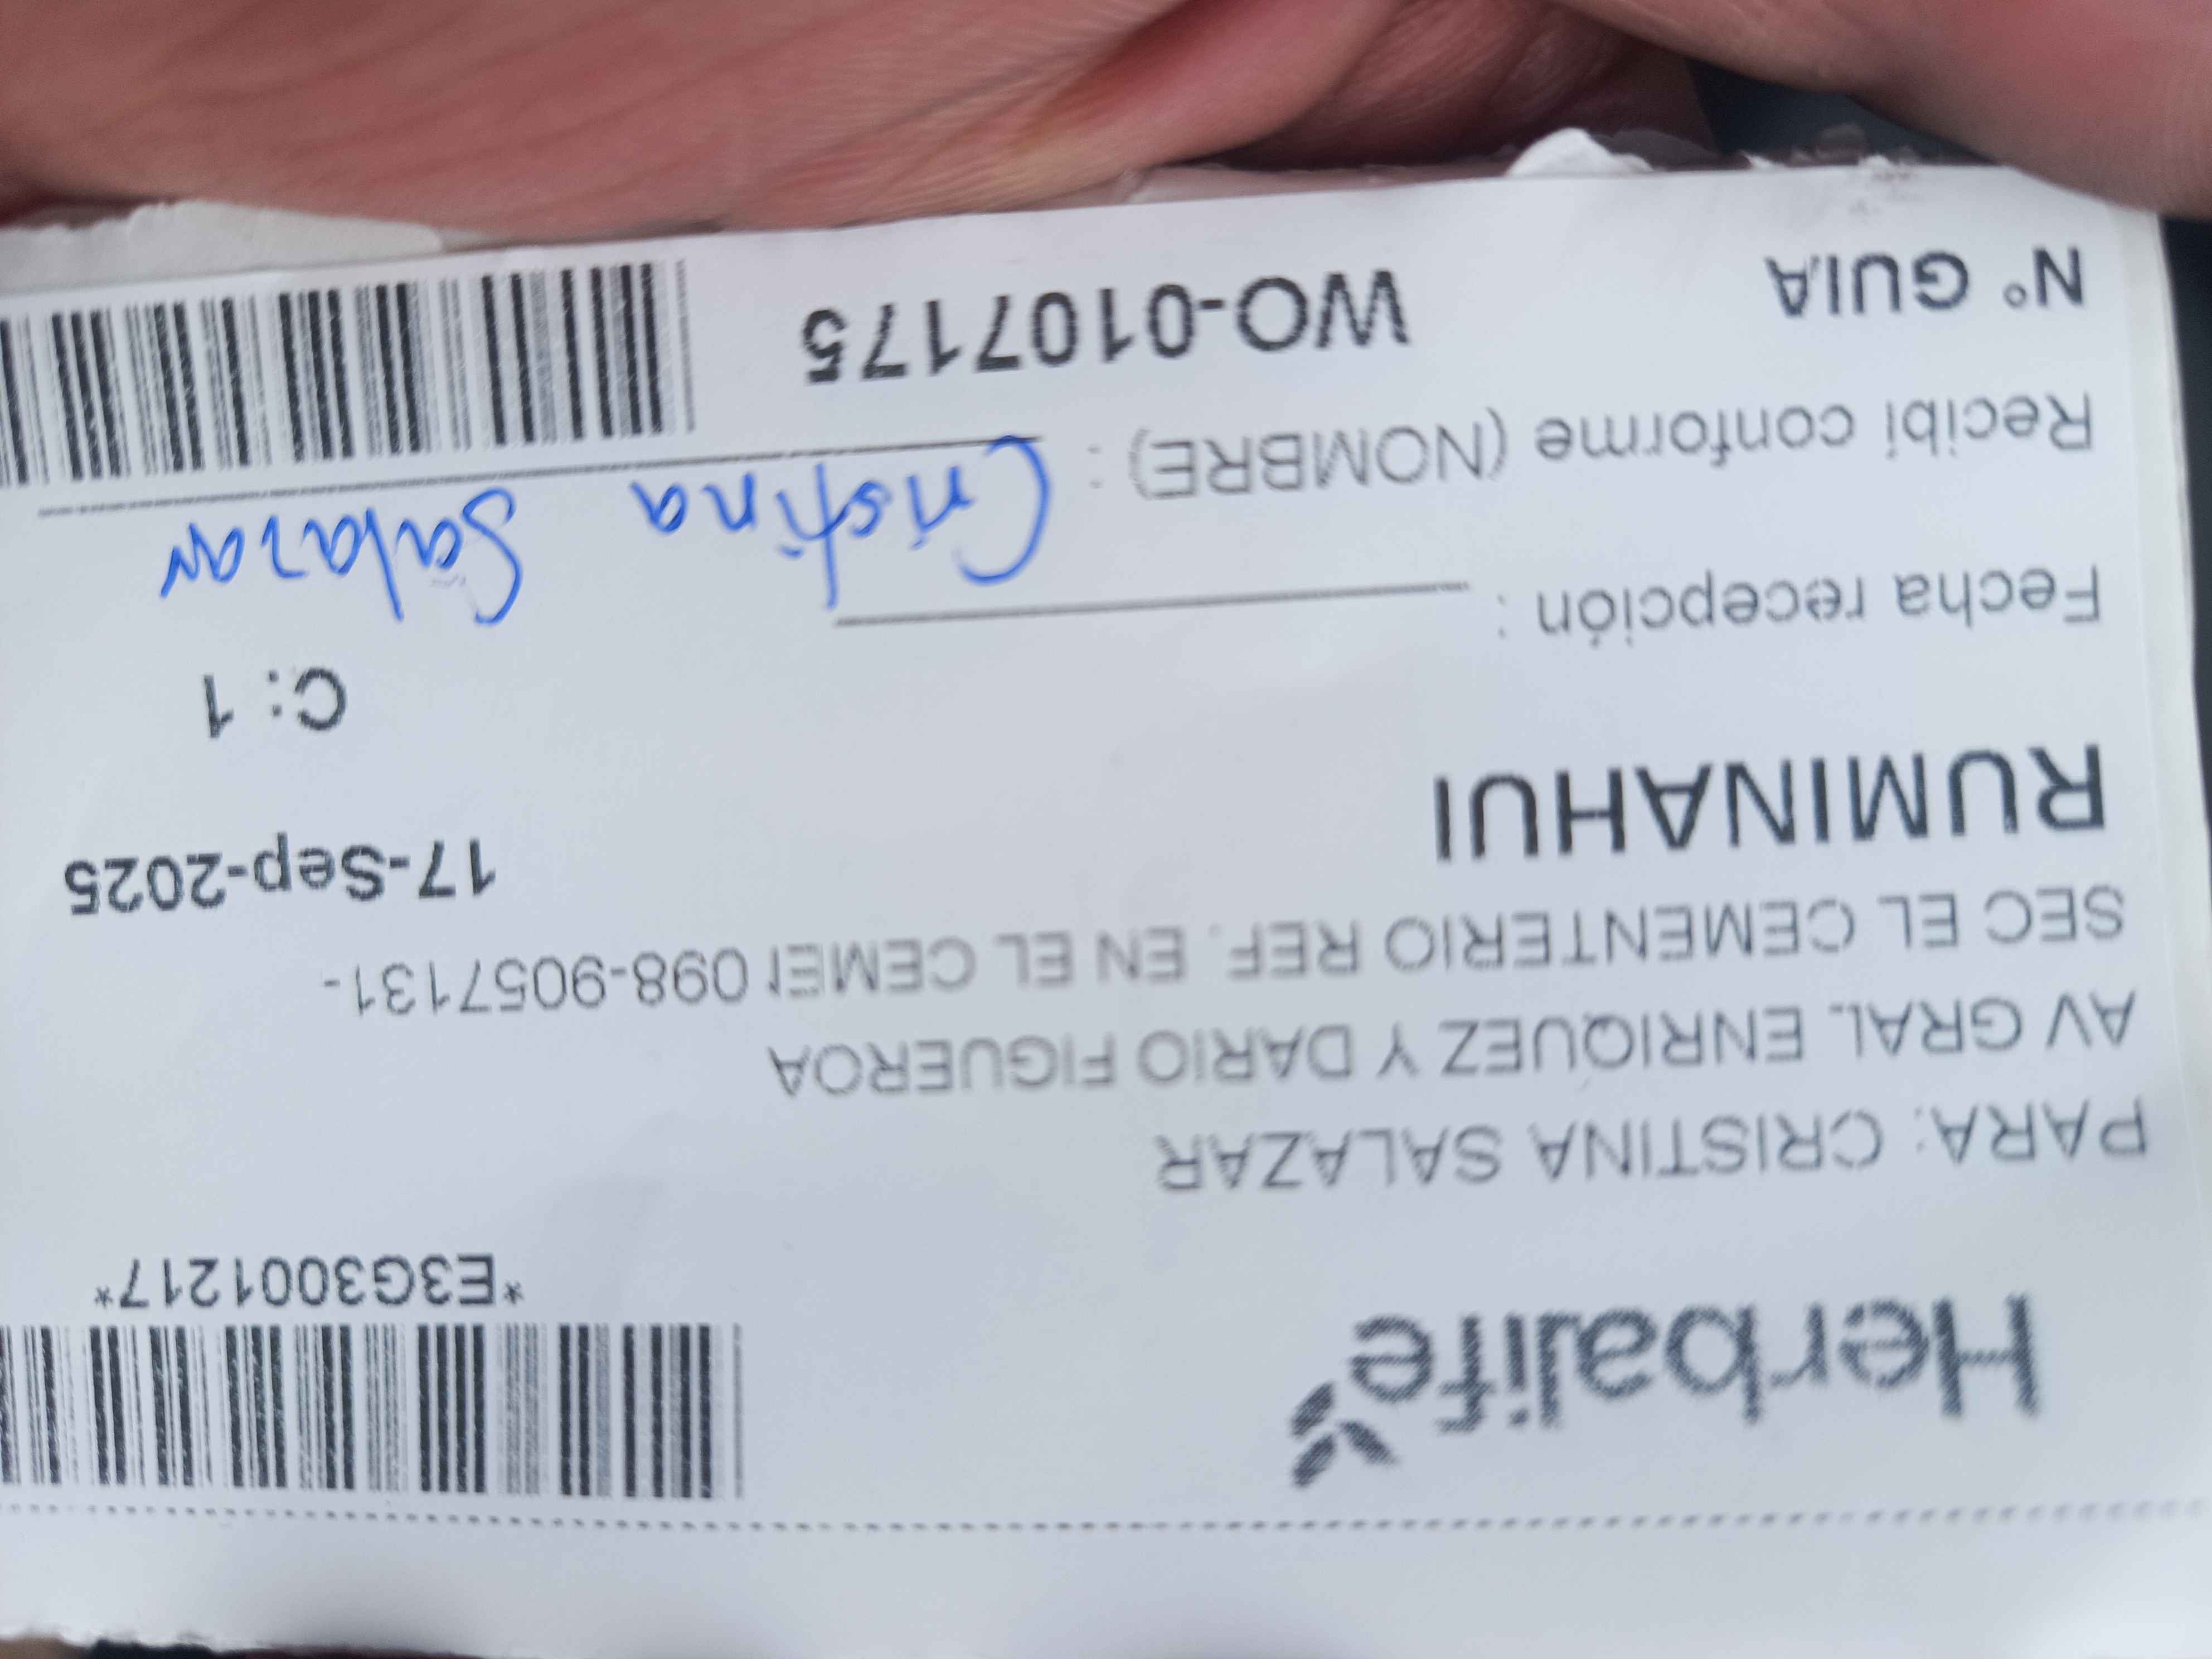 Herbalife
*E3G3001217*
PARA: CRISTINA SALAZAR
AV GRAL. ENRIQUEZ Y DARIO FIGUEROA
SEC EL CEMENTERIO REF. EN EL CEMEN 098-9057131-
RUMINAHUI 17-Sep-2025
C: 1
Fecha recepción :
Recibí conforme (NOMBRE) : Cristina Salazar
N° GUIA WO-0107175